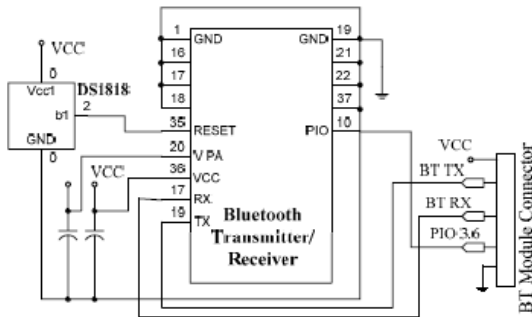 VCC
0
Vcc1
DS1818
b1
2
GND
0
VCC
1
GND
16
17
18
35
RESET
20
V PA
36
VCC
17
RX
19
TX
GND
19
21
22
37
PIO
10
Bluetooth
Transmitter/
Receiver
VCC
BT TX
BT RX
PIO 3,6
BT Module Connector